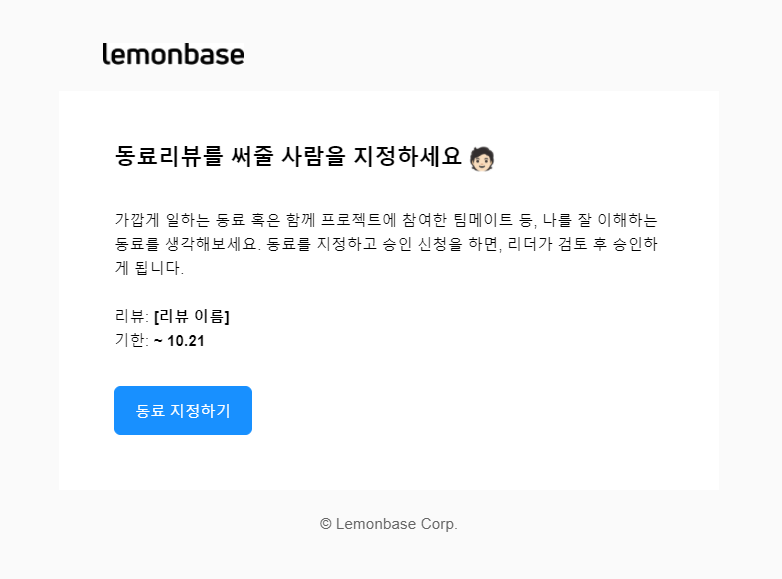 lemonbase
동료리뷰를 써줄 사람을 지정하세요 🧑🏻
가깝게 일하는 동료 혹은 함께 프로젝트에 참여한 팀메이트 등, 나를 잘 이해하는
동료를 생각해보세요. 동료를 지정하고 승인 신청을 하면, 리더가 검토 후 승인하
게 됩니다.
리뷰: [리뷰 이름]
기한: ~ 10.21
동료 지정하기
© Lemonbase Corp.